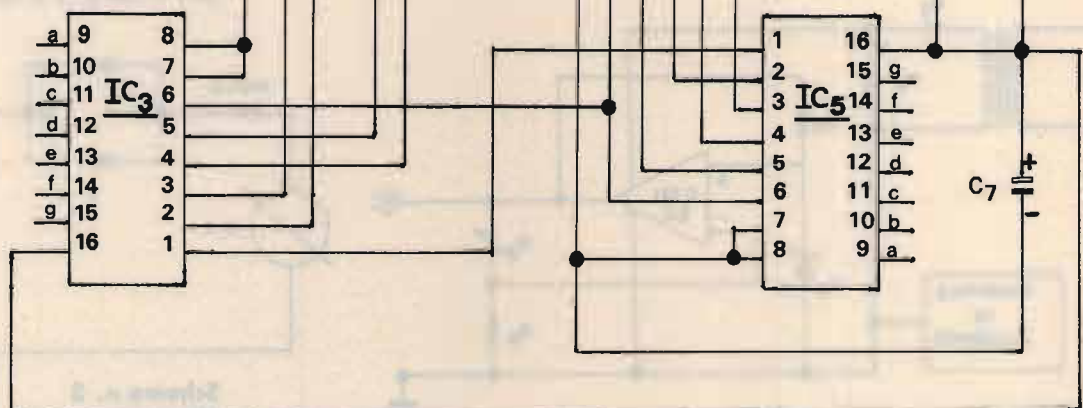 a 9 8
b 10 7
c 11 IC3 6
d 12 5
e 13 4
f 14 3
g 15 2
16 1
1 16
2 15 g
3 IC5 14 f
4 13 e
5 12 d
6 11 c
7 10 b
8 9 a
+
C7
-